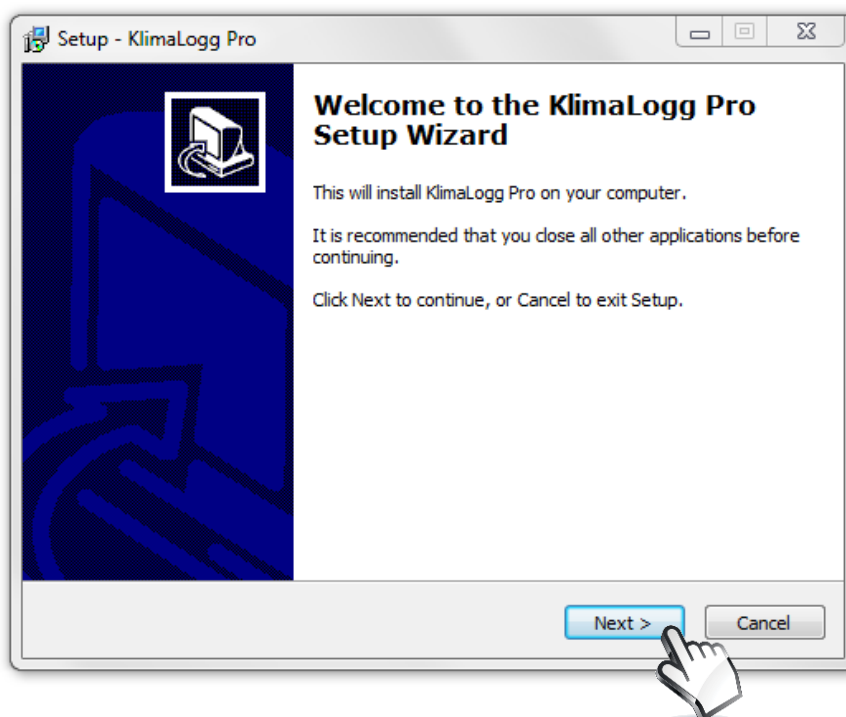 Setup - KlimaLogg Pro
Welcome to the KlimaLogg Pro
Setup Wizard
This will install KlimaLogg Pro on your computer.
It is recommended that you close all other applications before
continuing.
Click Next to continue, or Cancel to exit Setup.
Next >
Cancel